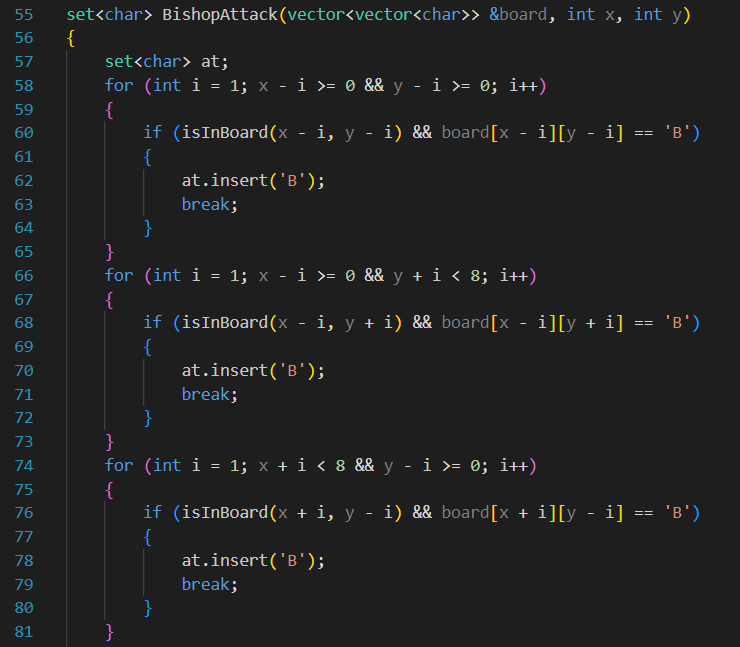 55 set<char> BishopAttack(vector<vector<char>> &board, int x, int y)
56 {
57     set<char> at;
58     for (int i = 1; x - i >= 0 && y - i >= 0; i++)
59     {
60         if (isInBoard(x - i, y - i) && board[x - i][y - i] == 'B')
61         {
62             at.insert('B');
63             break;
64         }
65     }
66     for (int i = 1; x - i >= 0 && y + i < 8; i++)
67     {
68         if (isInBoard(x - i, y + i) && board[x - i][y + i] == 'B')
69         {
70             at.insert('B');
71             break;
72         }
73     }
74     for (int i = 1; x + i < 8 && y - i >= 0; i++)
75     {
76         if (isInBoard(x + i, y - i) && board[x + i][y - i] == 'B')
77         {
78             at.insert('B');
79             break;
80         }
81     }